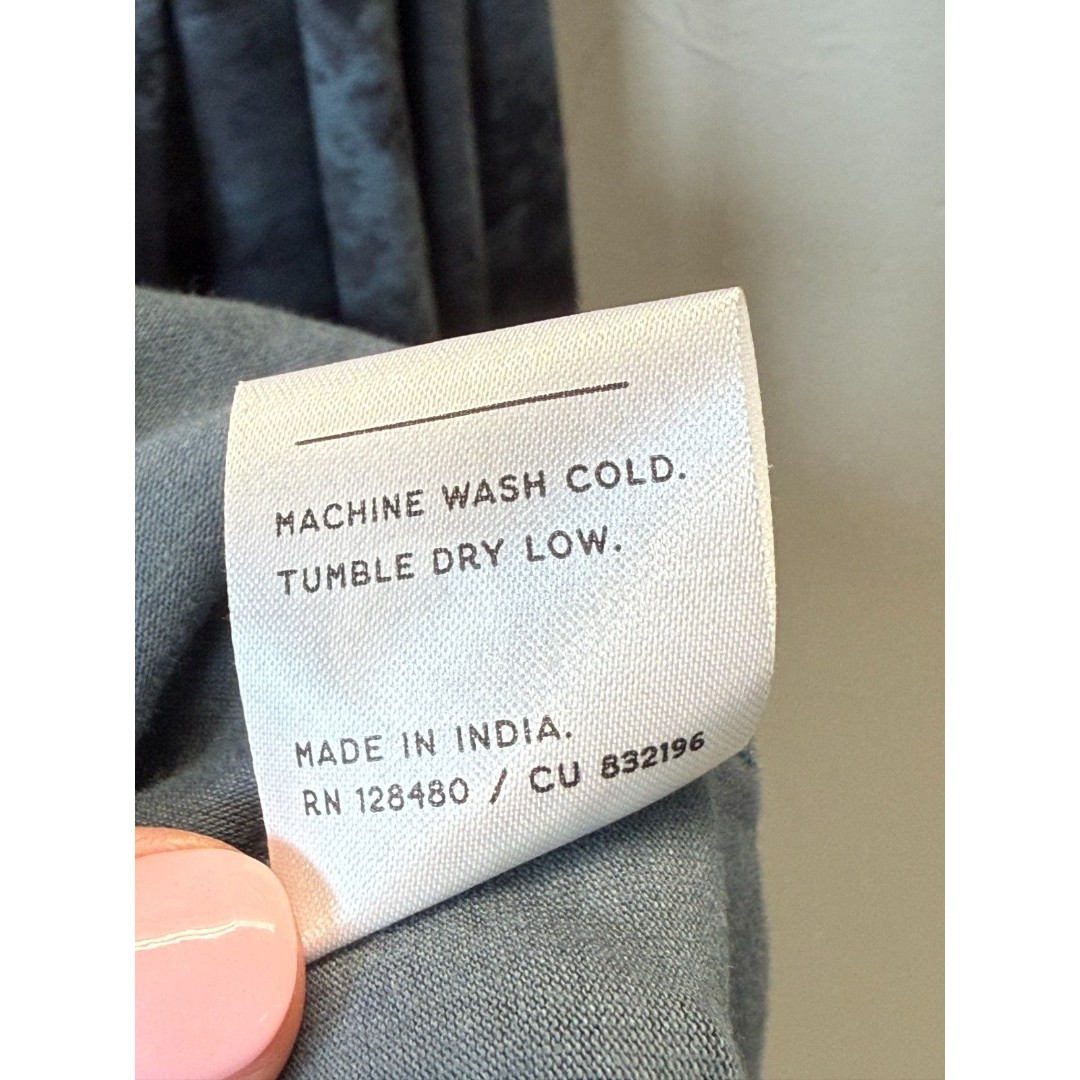 MACHINE WASH COLD.
TUMBLE DRY LOW.
MADE IN INDIA.
RN 128480 / CU 832196